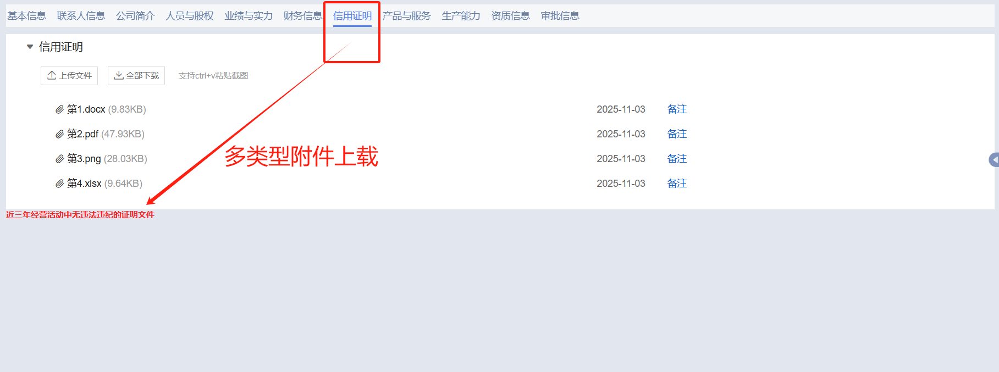 基本信息 联系人信息 公司简介 人员与股权 业绩与实力 财务信息 信用证明 产品与服务 生产能力 资质信息 审批信息
信用证明
上传文件 全部下载 支持ctrl+v粘贴截图
第1.docx (9.83KB) 2025-11-03 备注
第2.pdf (47.93KB) 2025-11-03 备注
多类型附件上载
第3.png (28.03KB) 2025-11-03 备注
第4.xlsx (9.64KB) 2025-11-03 备注
近三年经营活动中无违法违纪的证明文件